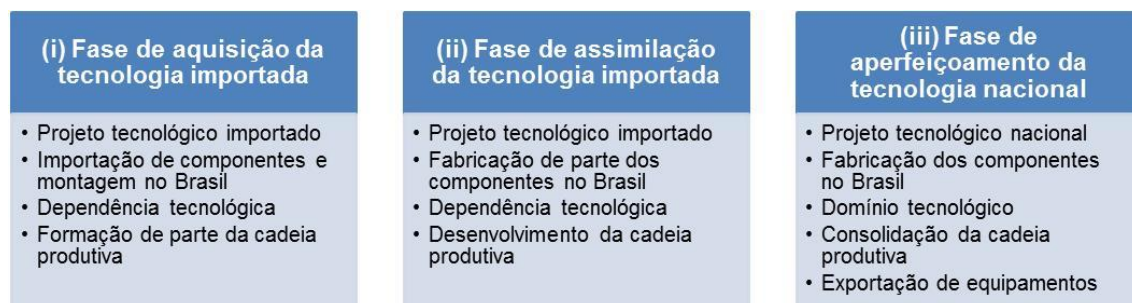 (i) Fase de aquisição da
tecnologia importada
• Projeto tecnológico importado
• Importação de componentes e
montagem no Brasil
• Dependência tecnológica
• Formação de parte da cadeia
produtiva
(ii) Fase de assimilação
da tecnologia importada
• Projeto tecnológico importado
• Fabricação de parte dos
componentes no Brasil
• Dependência tecnológica
• Desenvolvimento da cadeia
produtiva
(iii) Fase de
aperfeiçoamento da
tecnologia nacional
• Projeto tecnológico nacional
• Fabricação dos componentes
no Brasil
• Domínio tecnológico
• Consolidação da cadeia
produtiva
• Exportação de equipamentos